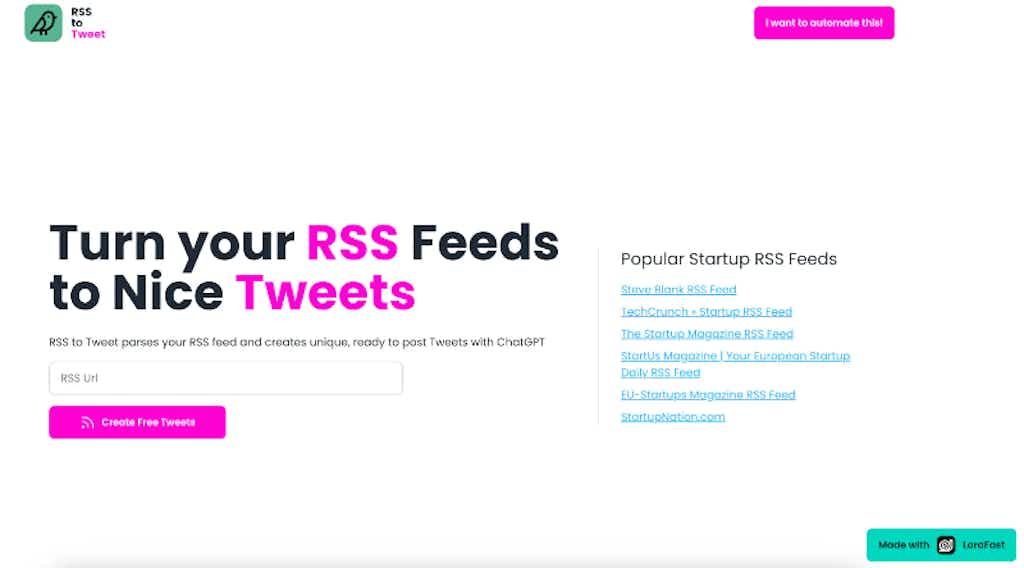 RSS
to
Tweet
I want to automate this!
Turn your RSS Feeds
to Nice Tweets
RSS to Tweet parses your RSS feed and creates unique, ready to post Tweets with ChatGPT
RSS Url
Create Free Tweets
Popular Startup RSS Feeds
Steve Blank RSS Feed
TechCrunch » Startup RSS Feed
The Startup Magazine RSS Feed
StartUs Magazine | Your European Startup
Daily RSS Feed
EU-Startups Magazine RSS Feed
StartupNation.com
Made with LaraFast